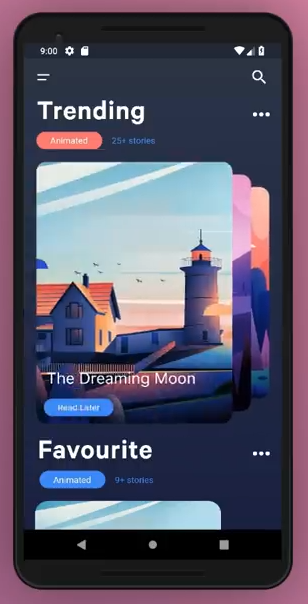 9:00
Trending
Animated
25+ stories
The Dreaming Moon
Read Later
Favourite
Animated
9+ stories